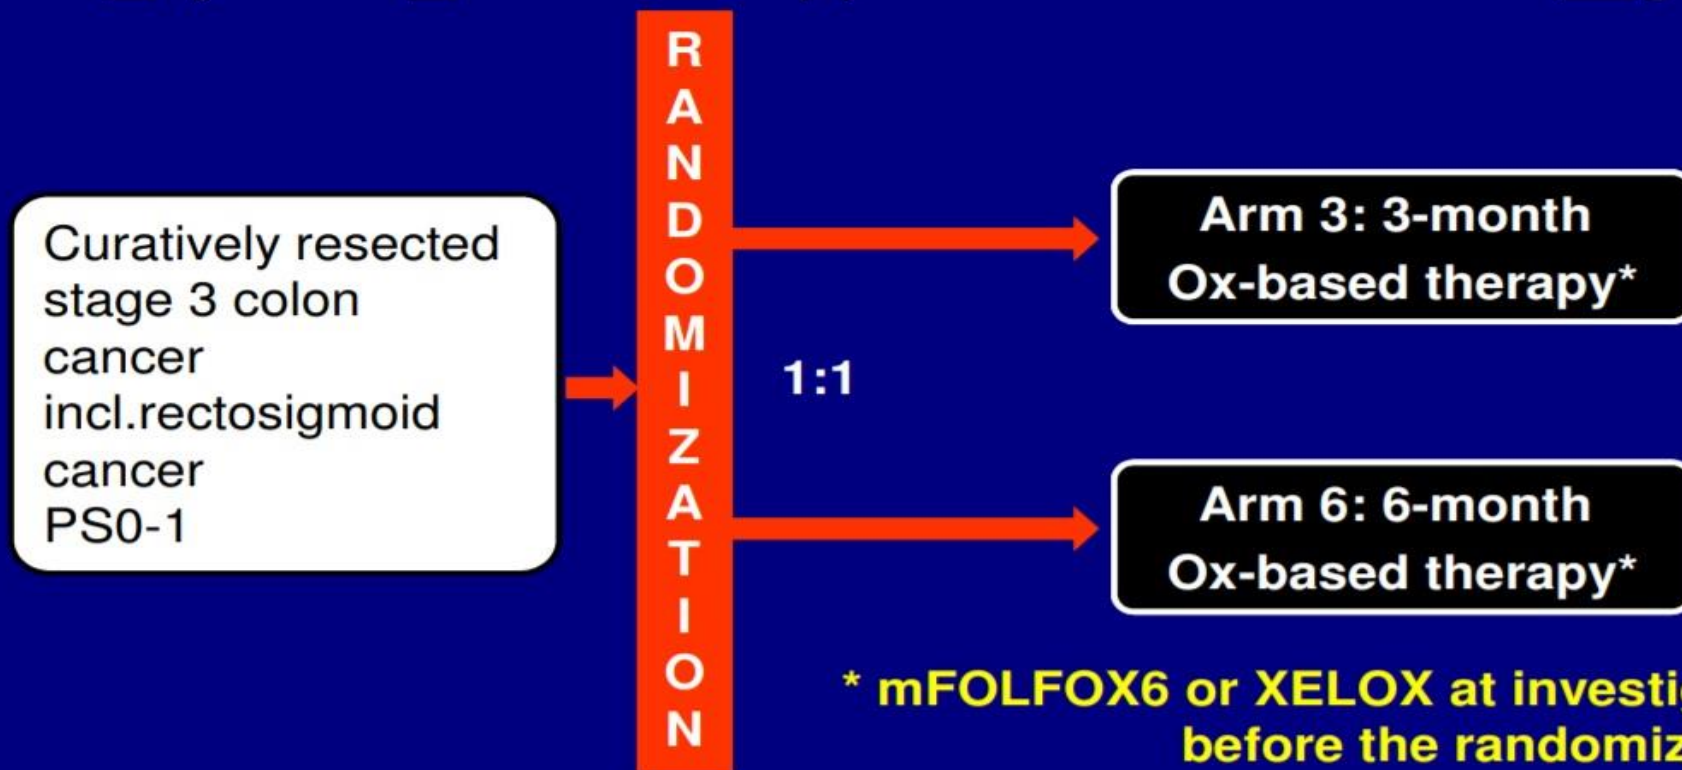 RANDOMIZATION
Curatively resected
stage 3 colon
cancer
incl.rectosigmoid
cancer
PS0-1
1:1
Arm 3: 3-month
Ox-based therapy*
Arm 6: 6-month
Ox-based therapy*
* mFOLFOX6 or XELOX at
before the